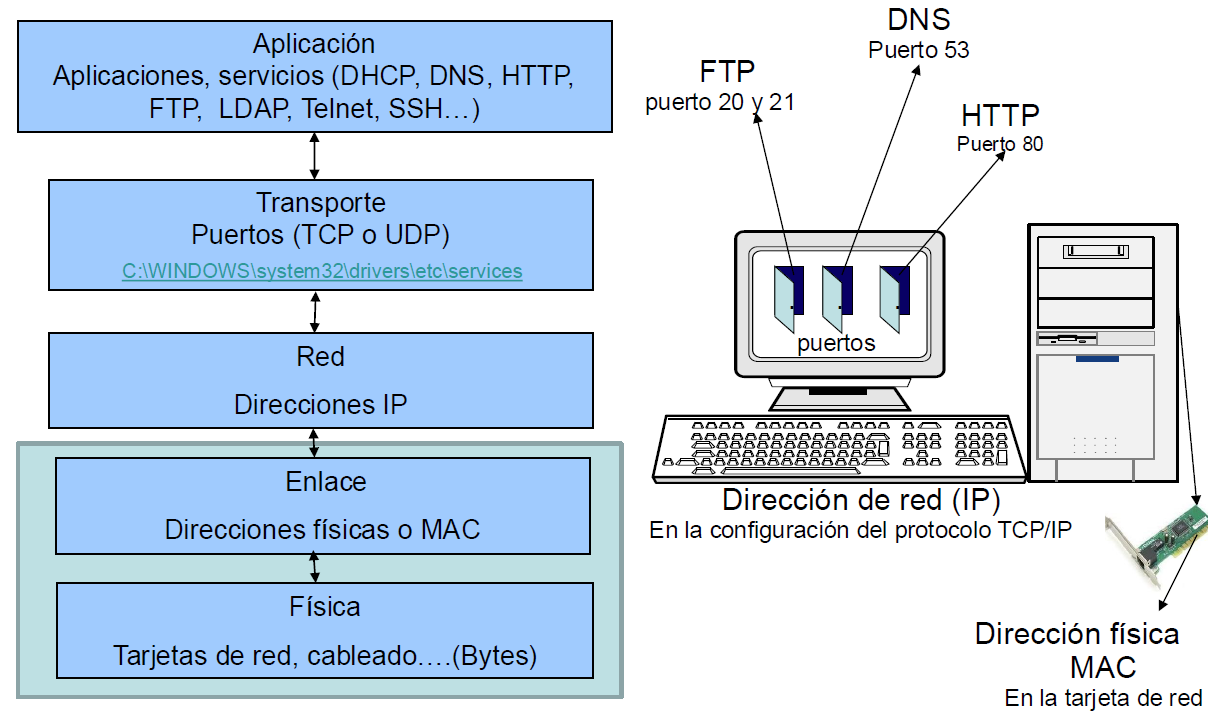 Aplicación
Aplicaciones, servicios (DHCP, DNS, HTTP,
FTP, LDAP, Telnet, SSH…)
Transporte
Puertos (TCP o UDP)
C:\WINDOWS\system32\drivers\etc\services
Red
Direcciones IP
Enlace
Direcciones físicas o MAC
Física
Tarjetas de red, cableado….(Bytes)
DNS
Puerto 53
FTP
puerto 20 y 21
HTTP
Puerto 80
puertos
Dirección de red (IP)
En la configuración del protocolo TCP/IP
Dirección física
MAC
En la tarjeta de red